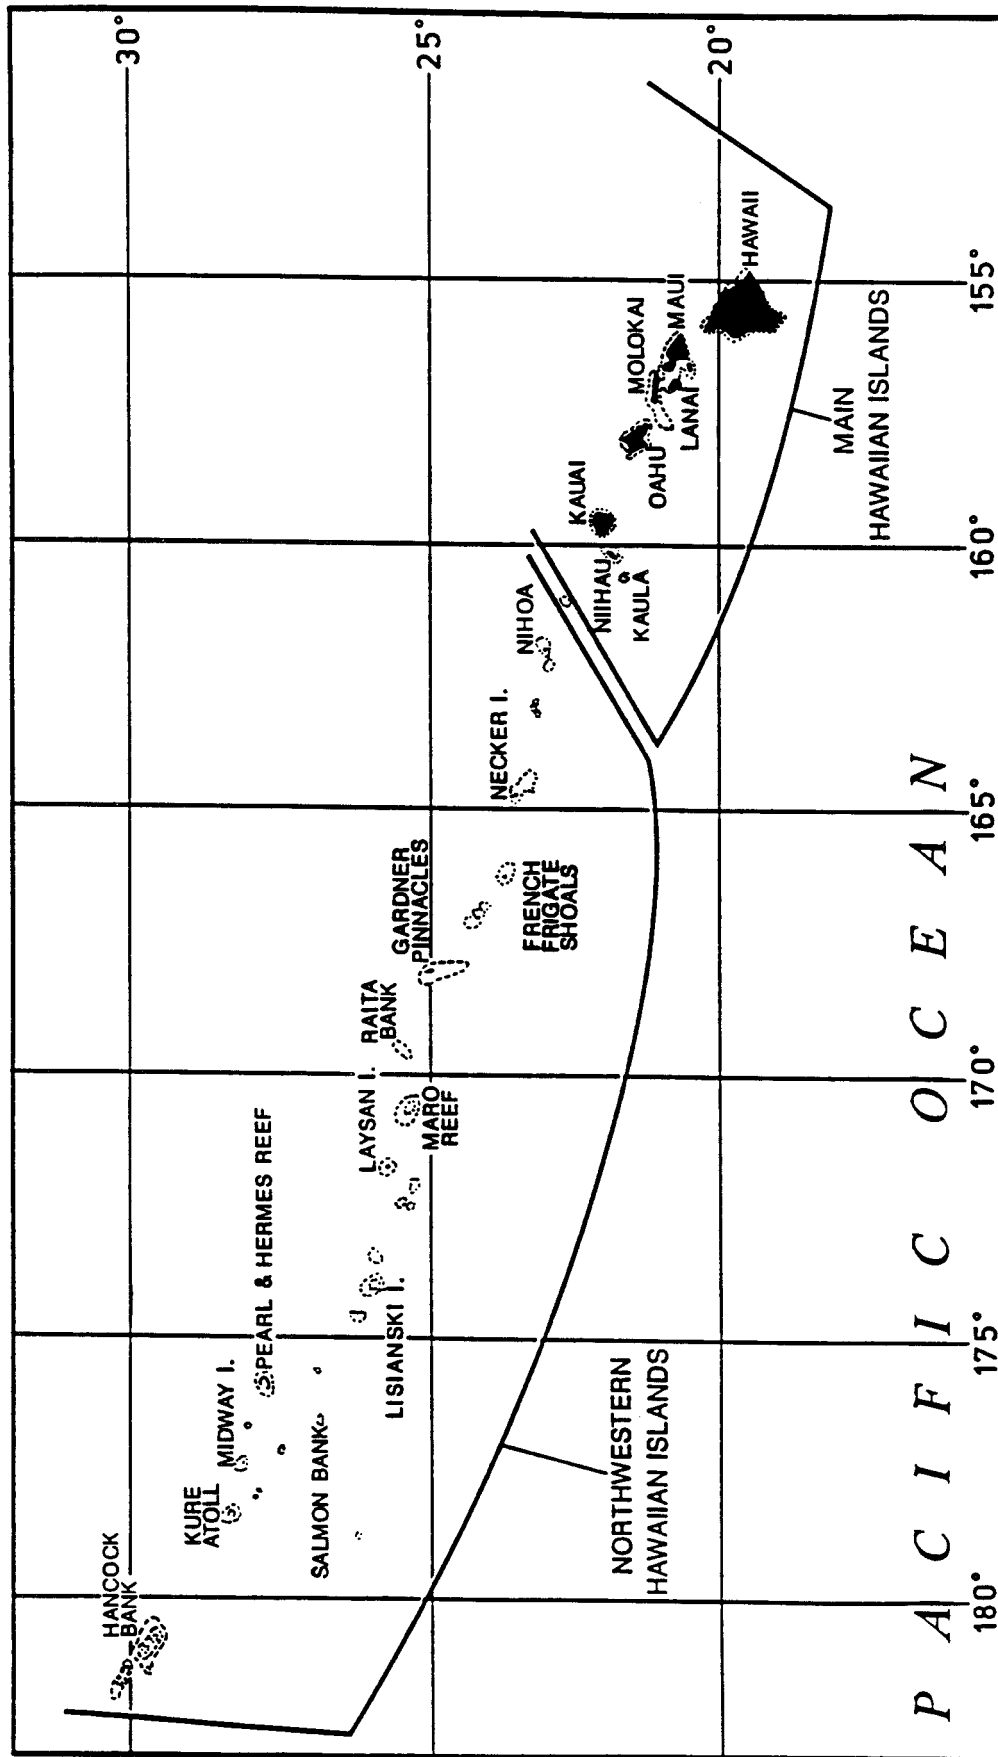 30°
25°
20°
HANCOCK
BANK
KURE
ATOLL
MIDWAY I.
PEARL & HERMES REEF
SALMON BANK
LISIANSKI I.
LAYSAN I.
MARO
REEF
RAITA
BANK
GARDNER
PINNACLES
FRENCH
FRIGATE
SHOALS
NECKER I.
NIHOA
KAUAI
NIIHAU
KAULA
OAHU
MOLOKAI
LANAI
MAUI
HAWAII
NORTHWESTERN
HAWAIIAN ISLANDS
MAIN
HAWAIIAN ISLANDS
PACIFIC OCEAN
180°
175°
170°
165°
160°
155°